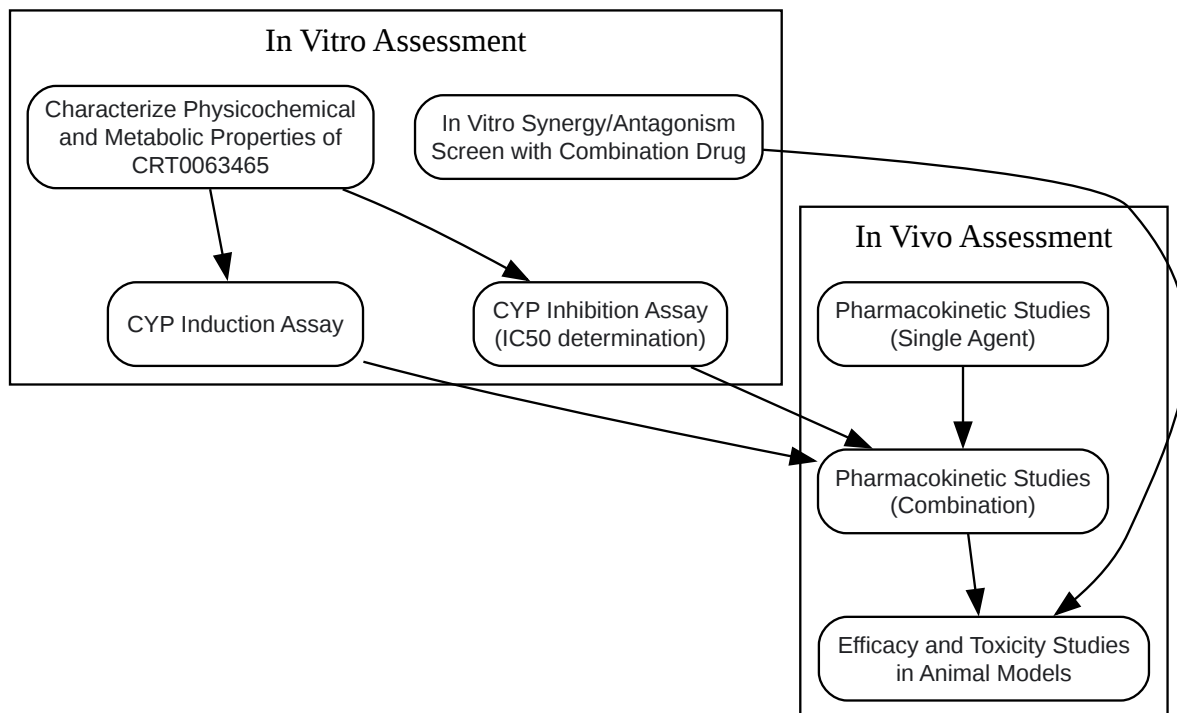 In Vitro Assessment
Characterize Physicochemical
and Metabolic Properties of
CRT0063465
In Vitro Synergy/Antagonism
Screen with Combination Drug
CYP Induction Assay
CYP Inhibition Assay
(IC50 determination)
In Vivo Assessment
Pharmacokinetic Studies
(Single Agent)
Pharmacokinetic Studies
(Combination)
Efficacy and Toxicity Studies
in Animal Models